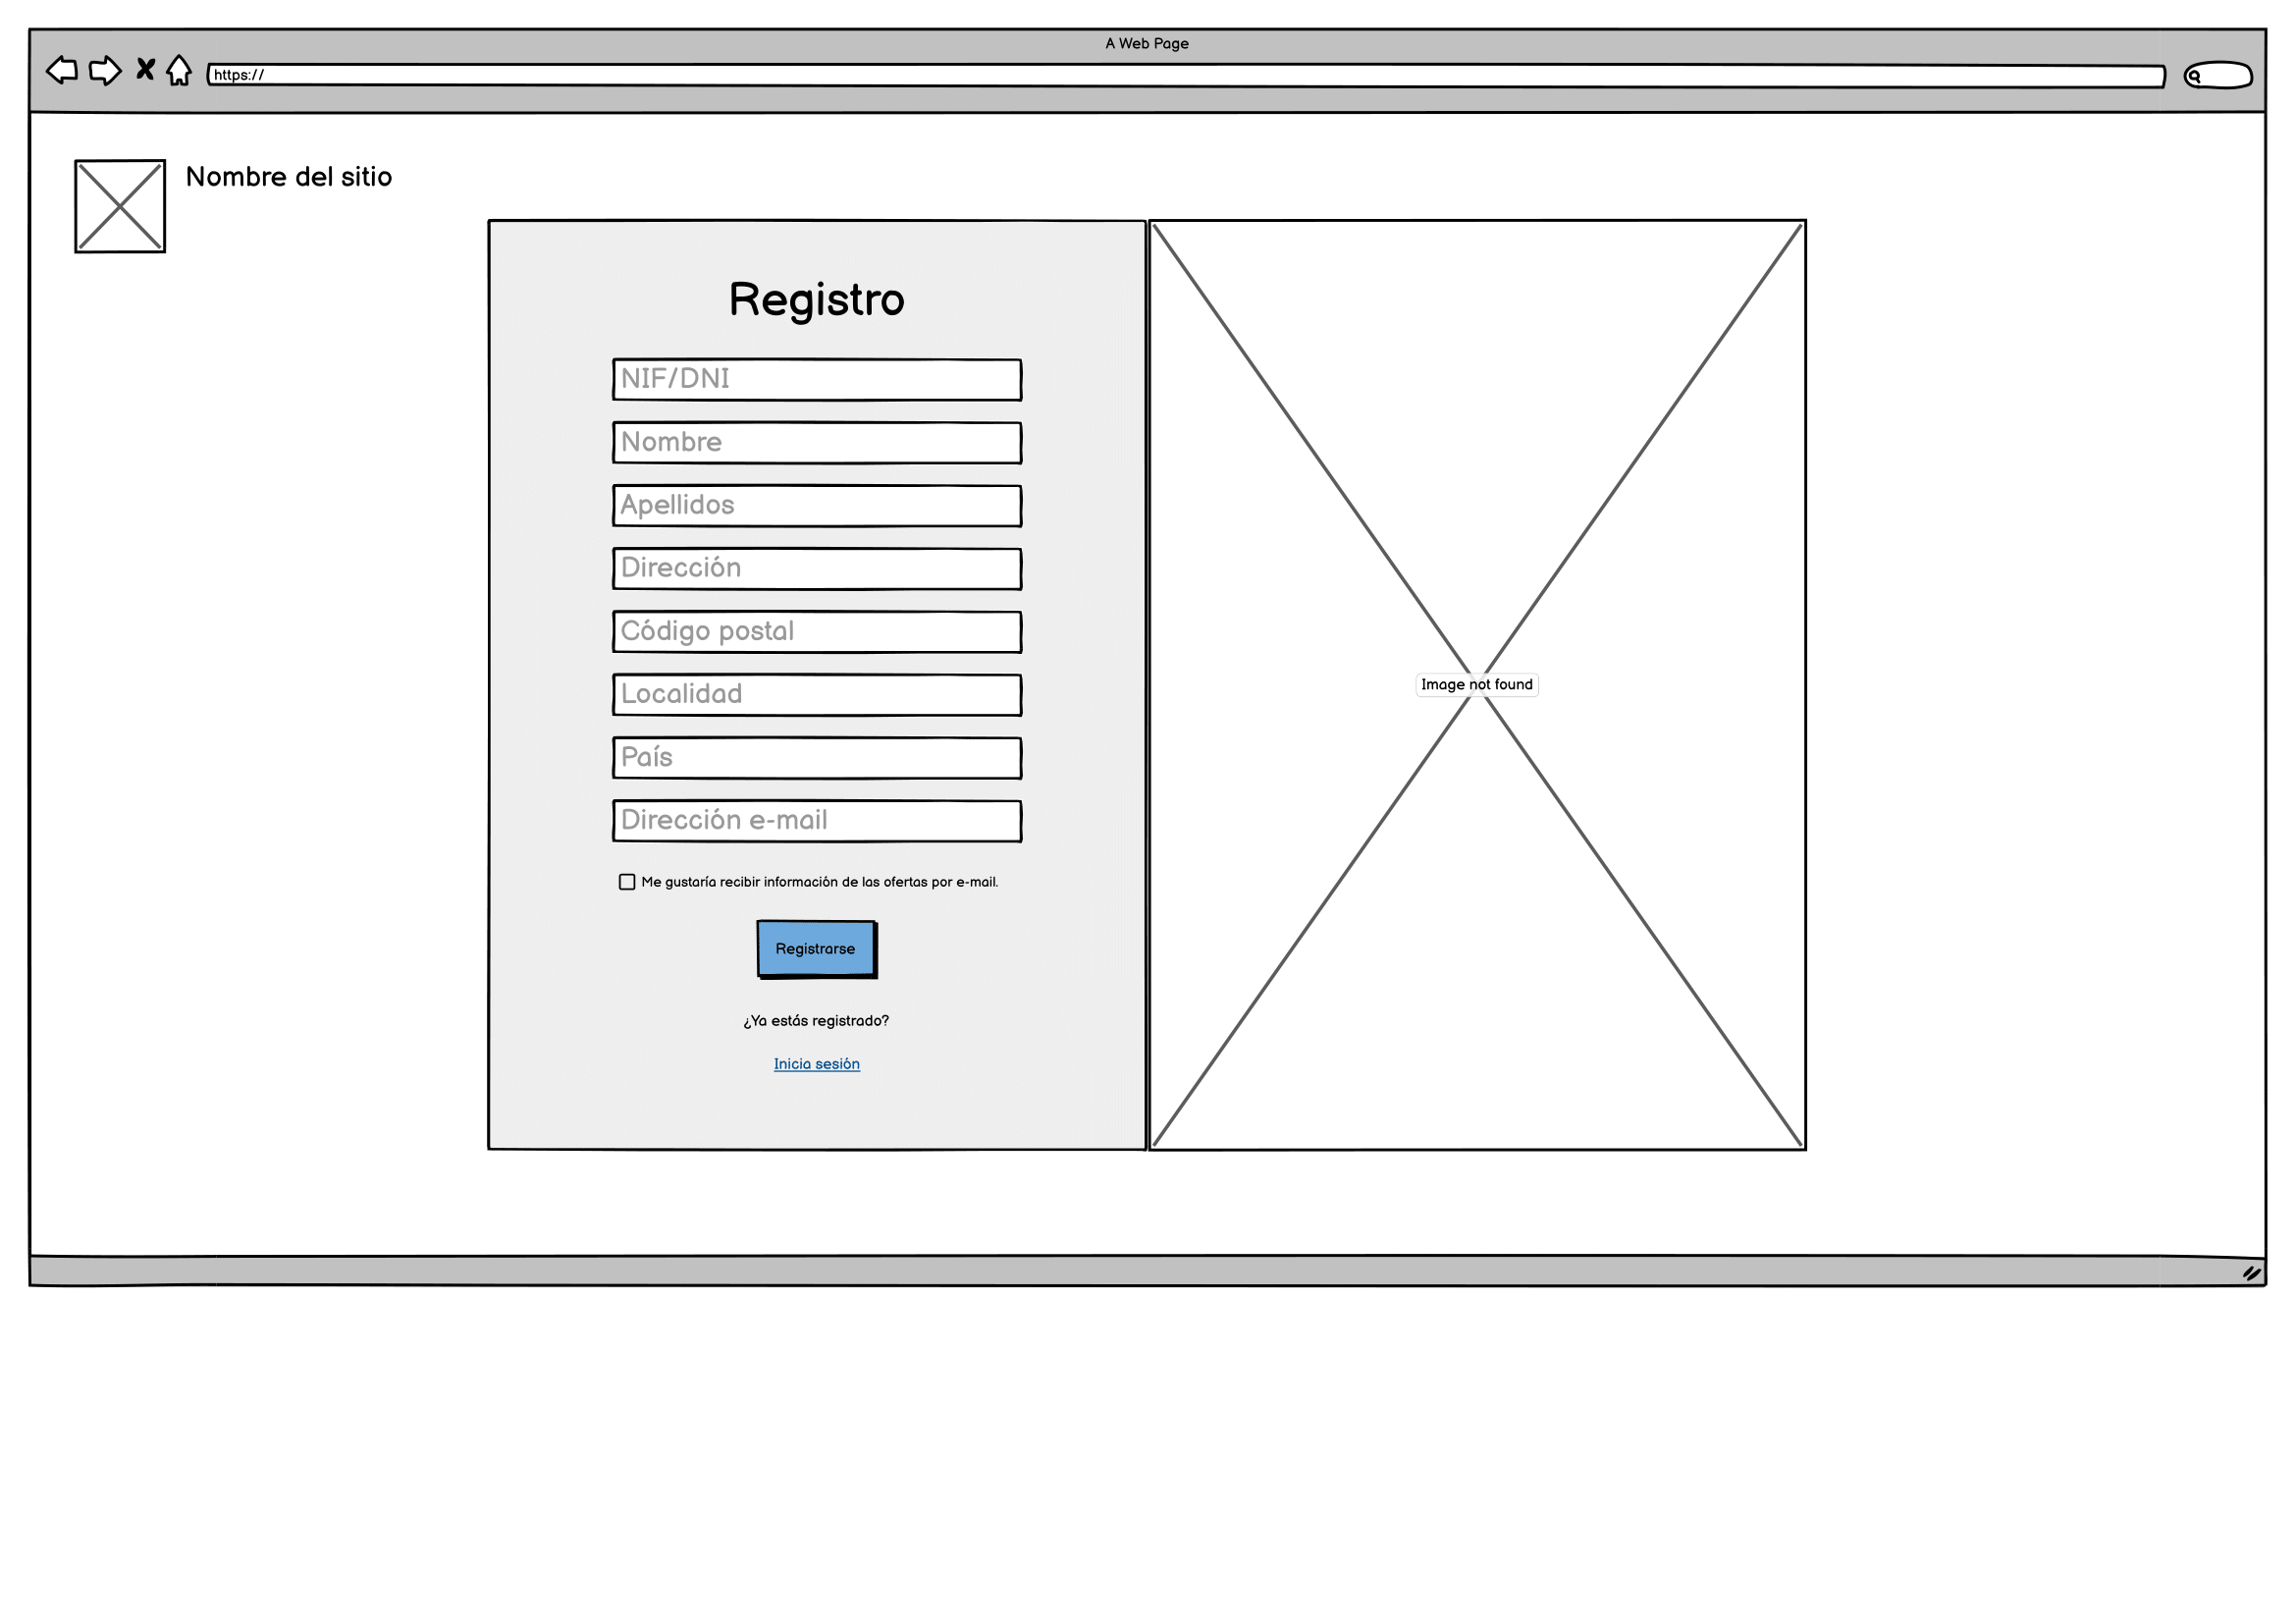 A Web Page
https://
Nombre del sitio
Registro
NIF/DNI
Nombre
Apellidos
Dirección
Código postal
Localidad
País
Dirección e-mail
Me gustaría recibir información de las ofertas por e-mail.
Registrarse
¿Ya estás registrado?
Inicia sesión
Image not found